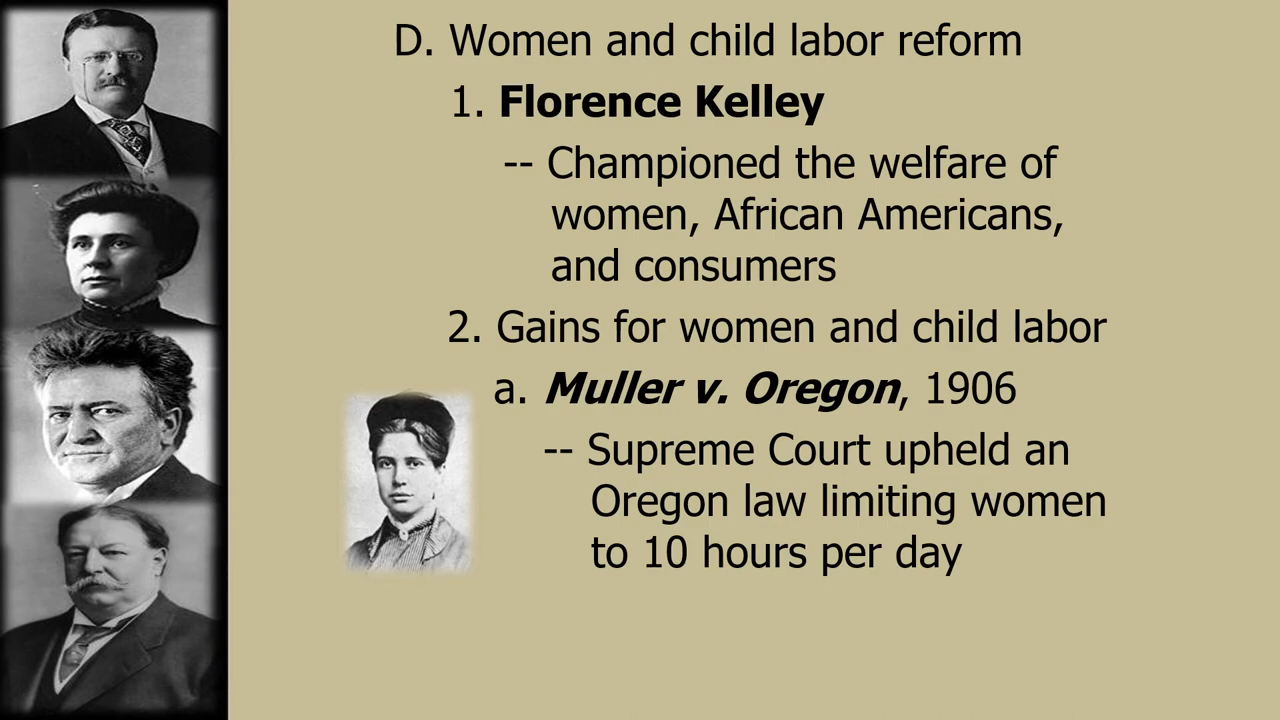 D. Women and child labor reform
1. Florence Kelley
-- Championed the welfare of
women, African Americans,
and consumers
2. Gains for women and child labor
a. Muller v. Oregon, 1906
-- Supreme Court upheld an
Oregon law limiting women
to 10 hours per day